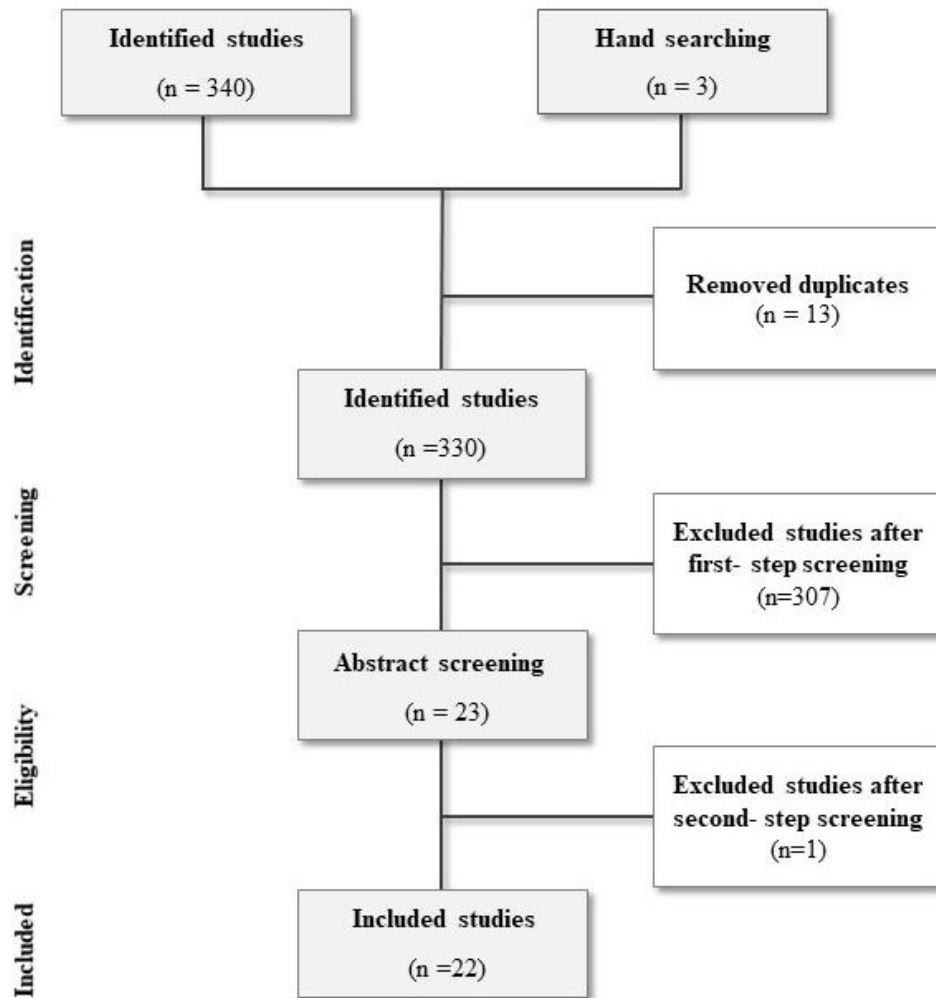 Identified studies
(n = 340)
Hand searching
(n = 3)
Identification
Removed duplicates
(n = 13)
Identified studies
(n =330)
Screening
Excluded studies after
first- step screening
(n=307)
Abstract screening
(n = 23)
Eligibility
Excluded studies after
second- step screening
(n=1)
Included
Included studies
(n =22)